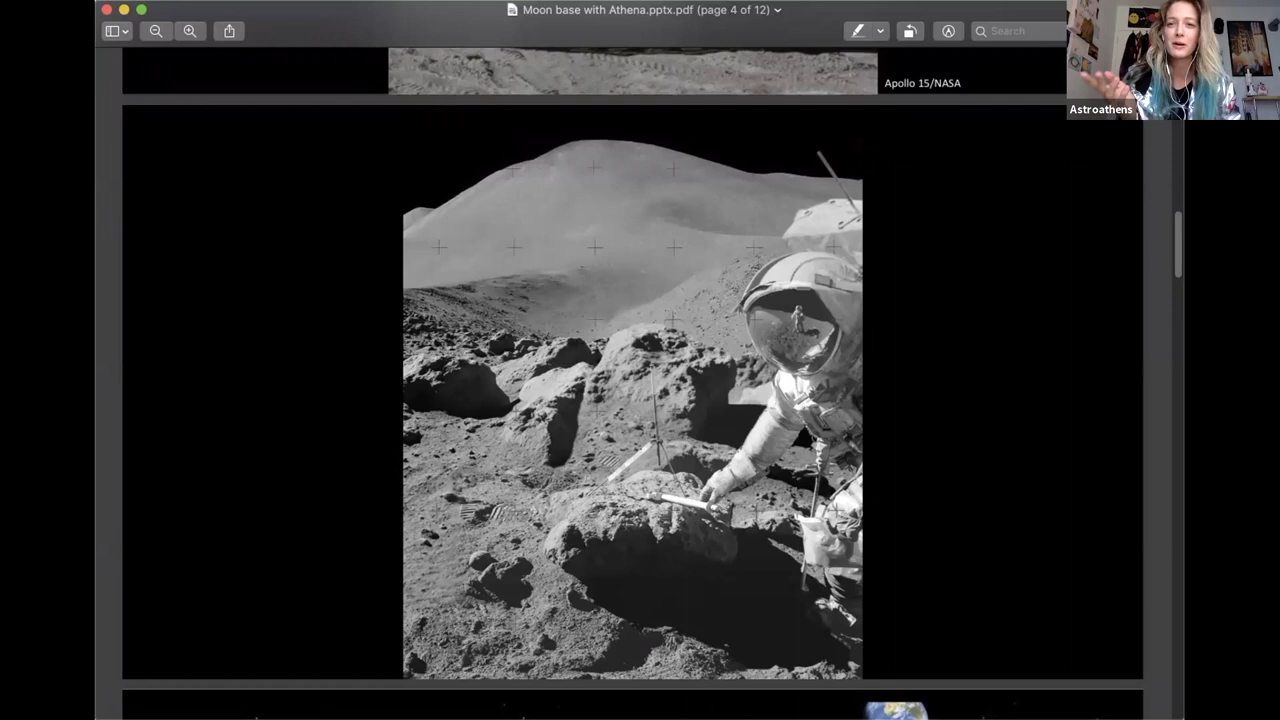 Moon base with Athena.pptx.pdf (page 4 of 12)
Search
Astroathens
Apollo 15/NASA